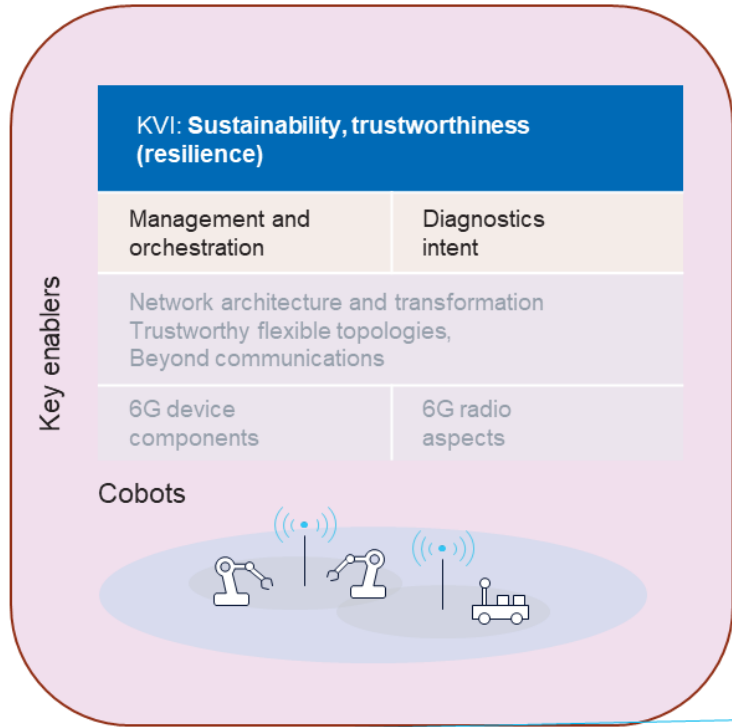 KVI: Sustainability, trustworthiness
(resilience)
Management and
orchestration
Diagnostics
intent
Network architecture and transformation
Trustworthy flexible topologies,
Beyond communications
6G device
components
6G radio
aspects
Key enablers
Cobots